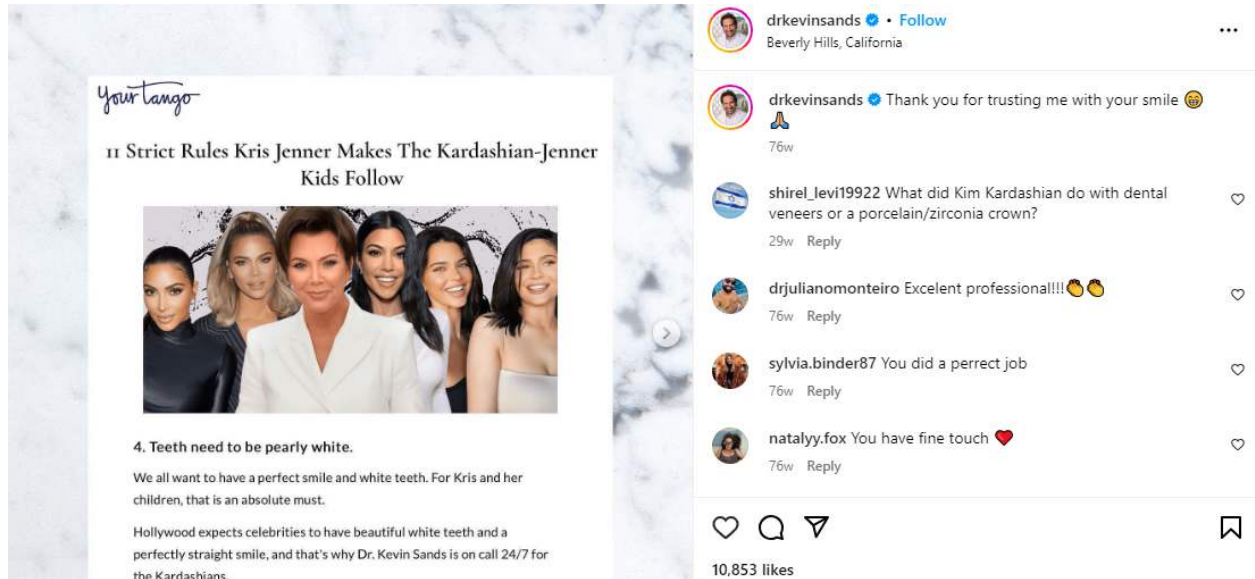 your tango
11 Strict Rules Kris Jenner Makes The Kardashian-Jenner
Kids Follow
4. Teeth need to be pearly white.
We all want to have a perfect smile and white teeth. For Kris and her
children, that is an absolute must.
Hollywood expects celebrities to have beautiful white teeth and a
perfectly straight smile, and that's why Dr. Kevin Sands is on call 24/7 for
the Kardashians.
drkevinsands • Follow
Beverly Hills, California
drkevinsands Thank you for trusting me with your smile 😁
🙏
76w
shirel_levi19922 What did Kim Kardashian do with dental
veneers or a porcelain/zirconia crown?
29w Reply
drjulianomonteiro Excelent professional!!!👏👏
76w Reply
sylvia.binder87 You did a perrect job
76w Reply
natalyy.fox You have fine touch ❤️
76w Reply
10,853 likes